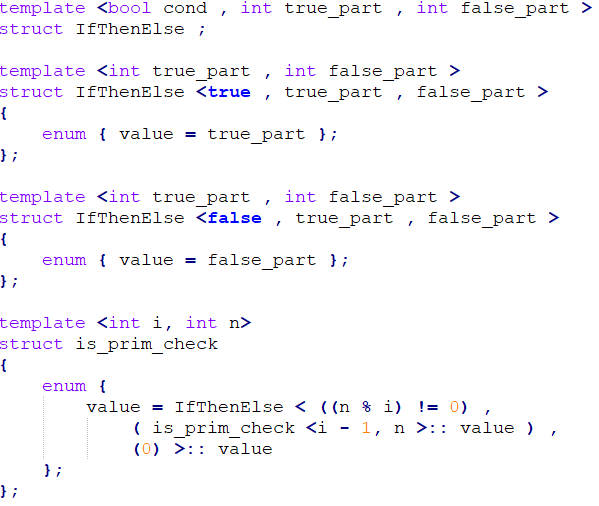 template <bool cond , int true_part , int false_part >
struct IfThenElse ;
template <int true_part , int false_part >
struct IfThenElse <true , true_part , false_part >
{
enum { value = true_part };
};
template <int true_part , int false_part >
struct IfThenElse <false , true_part , false_part >
{
enum { value = false_part };
};
template <int i, int n>
struct is_prim_check
{
enum {
value = IfThenElse < ((n % i) != 0) ,
( is_prim_check <i - 1, n >:: value ) ,
(0) >:: value
};
};